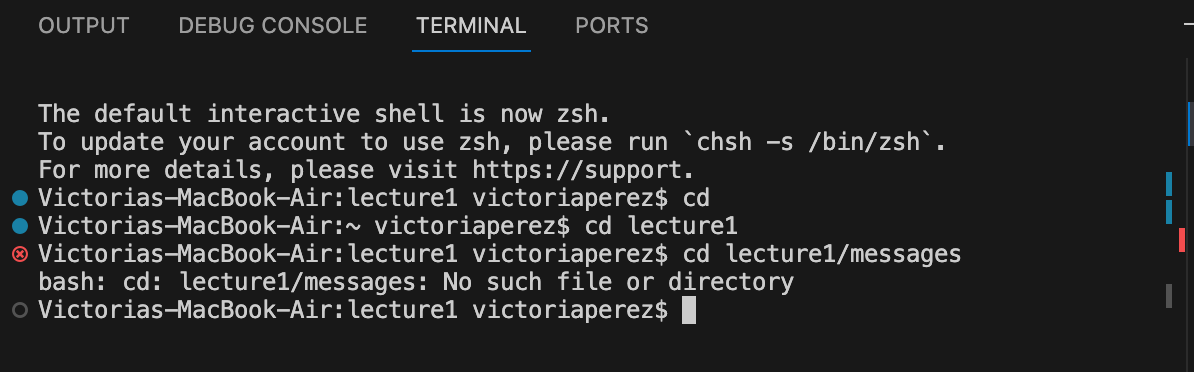 OUTPUT DEBUG CONSOLE TERMINAL PORTS
The default interactive shell is now zsh.
To update your account to use zsh, please run `chsh -s /bin/zsh`.
For more details, please visit https://support.
Victorias-MacBook-Air:lecture1 victoriaperez$ cd
Victorias-MacBook-Air:~ victoriaperez$ cd lecture1
Victorias-MacBook-Air:lecture1 victoriaperez$ cd lecture1/messages
bash: cd: lecture1/messages: No such file or directory
Victorias-MacBook-Air:lecture1 victoriaperez$